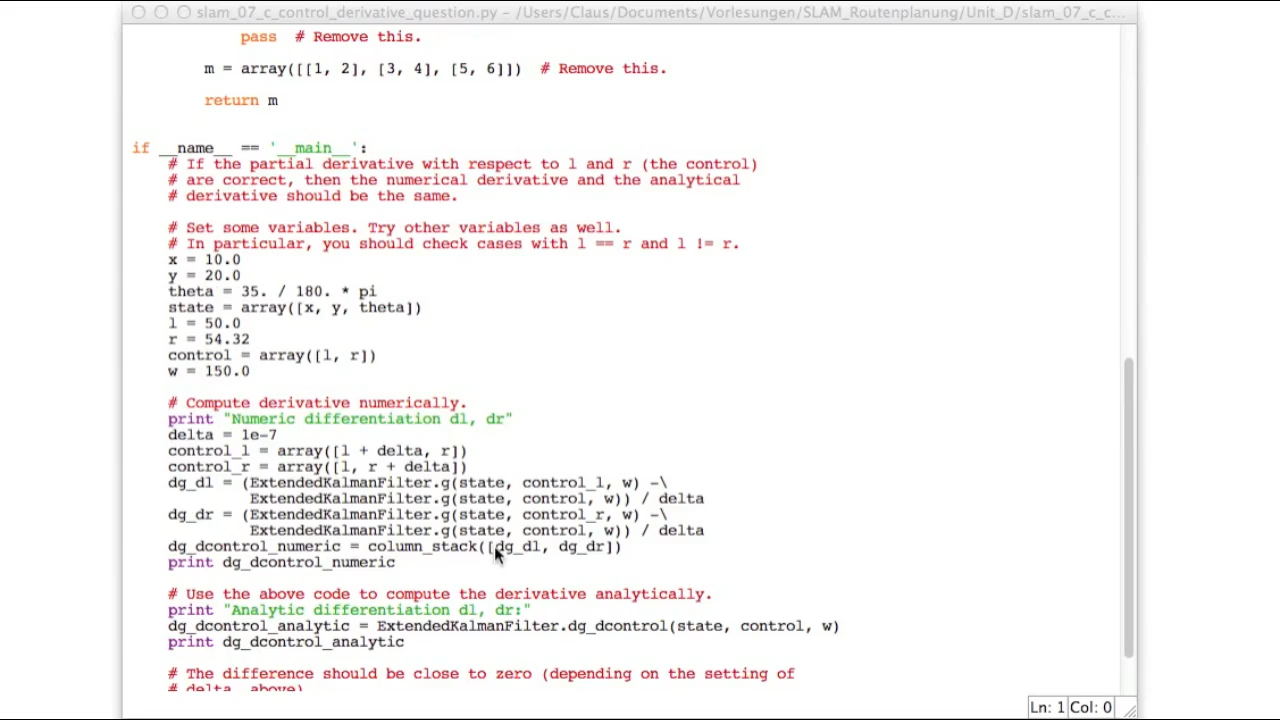 slam_07_c_control_derivative_question.py – /Users/Claus/Documents/Vorlesungen/SLAM_Routenplanung/Unit_D/slam_07_c_c...
pass  # Remove this.
m = array([[1, 2], [3, 4], [5, 6]])  # Remove this.
return m
if __name__ == '__main__':
# If the partial derivative with respect to l and r (the control)
# are correct, then the numerical derivative and the analytical
# derivative should be the same.
# Set some variables. Try other variables as well.
# In particular, you should check cases with l == r and l != r.
x = 10.0
y = 20.0
theta = 35. / 180. * pi
state = array([x, y, theta])
l = 50.0
r = 54.32
control = array([l, r])
w = 150.0
# Compute derivative numerically.
print "Numeric differentiation dl, dr"
delta = 1e-7
control_l = array([l + delta, r])
control_r = array([l, r + delta])
dg_dl = (ExtendedKalmanFilter.g(state, control_l, w) -\
ExtendedKalmanFilter.g(state, control, w)) / delta
dg_dr = (ExtendedKalmanFilter.g(state, control_r, w) -\
ExtendedKalmanFilter.g(state, control, w)) / delta
dg_dcontrol_numeric = column_stack([dg_dl, dg_dr])
print dg_dcontrol_numeric
# Use the above code to compute the derivative analytically.
print "Analytic differentiation dl, dr:"
dg_dcontrol_analytic = ExtendedKalmanFilter.dg_dcontrol(state, control, w)
print dg_dcontrol_analytic
# The difference should be close to zero (depending on the setting of
# delta, above)
Ln: 1 Col: 0